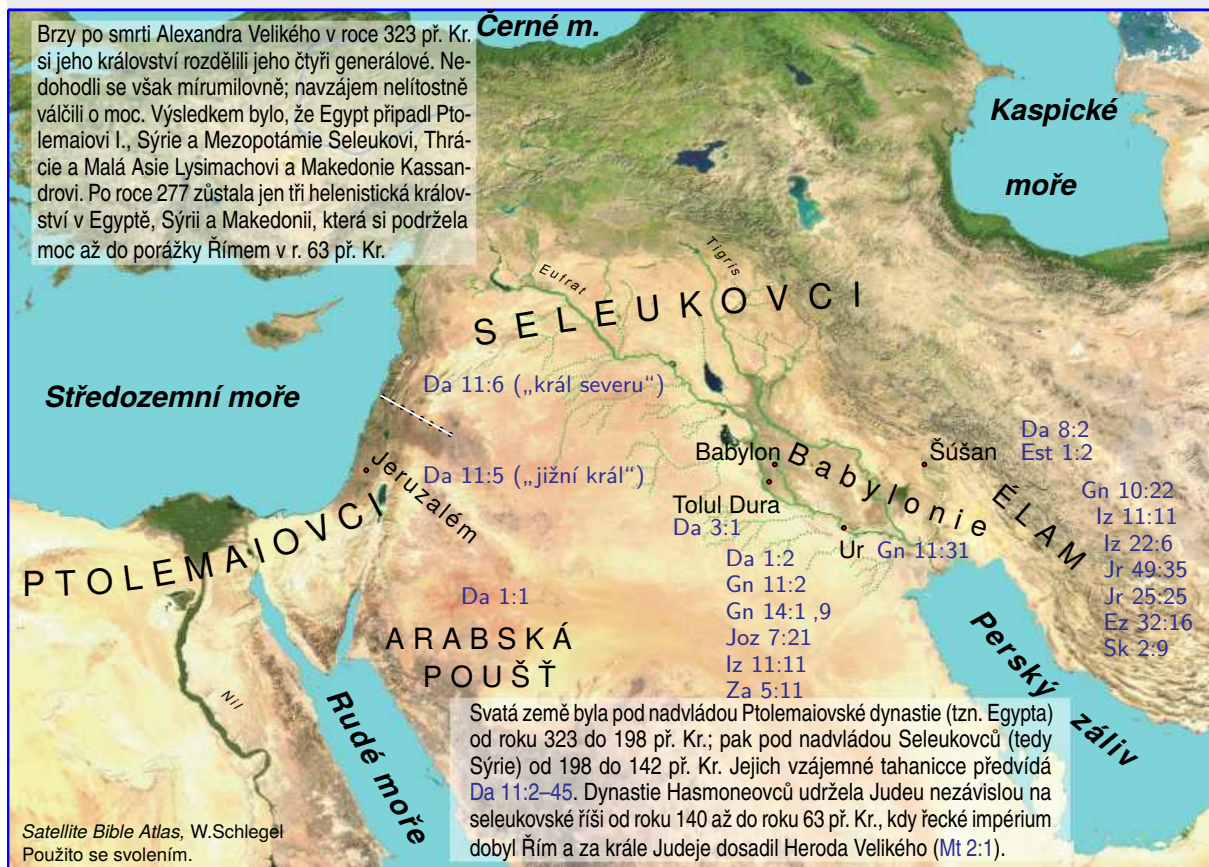 Brzy po smrti Alexandra Velikého v roce 323 př. Kr.
si jeho království rozdělili jeho čtyři generálové. Ne-
dohodli se však mírumilovně; navzájem nelítostně
válčili o moc. Výsledkem bylo, že Egypt připadl Pto-
lemaiovi I., Sýrie a Mezopotámie Seleukovi, Thrá-
cie a Malá Asie Lysimachovi a Makedonie Kassan-
drovi. Po roce 277 zůstala jen tři helenistická králov-
ství v Egyptě, Sýrii a Makedonii, která si podržela
moc až do porážky Římem v r. 63 př. Kr.
Černé m.
Kaspické
moře
Tigris
Eufrat
SELEUKOVCI
Da 11:6 („král severu“)
Středozemní moře
Da 8:2
Est 1:2
Babylon
Babylonie
Šúšan
Jeruzalém
Da 11:5 („jižní král“)
Tolul Dura
Da 3:1
ÉLAM
Gn 10:22
Iz 11:11
Iz 22:6
Jr 49:35
Jr 25:25
Ez 32:16
Sk 2:9
Ur
Gn 11:31
PTOLEMAIOVCI
Da 1:2
Gn 11:2
Gn 14:1 ,9
Joz 7:21
Iz 11:11
Za 5:11
Da 1:1
ARABSKÁ
POUŠŤ
Nil
Rudé moře
Perský záliv
Svatá země byla pod nadvládou Ptolemaiovské dynastie (tzn. Egypta)
od roku 323 do 198 př. Kr.; pak pod nadvládou Seleukovců (tedy
Sýrie) od 198 do 142 př. Kr. Jejich vzájemné tahanicce předvídá
Da 11:2–45. Dynastie Hasmoneovců udržela Judeu nezávislou na
seleukovské říši od roku 140 až do roku 63 př. Kr., kdy řecké impérium
dobyl Řím a za krále Judeje dosadil Heroda Velikého (Mt 2:1).
Satellite Bible Atlas, W.Schlegel
Použito se svolením.